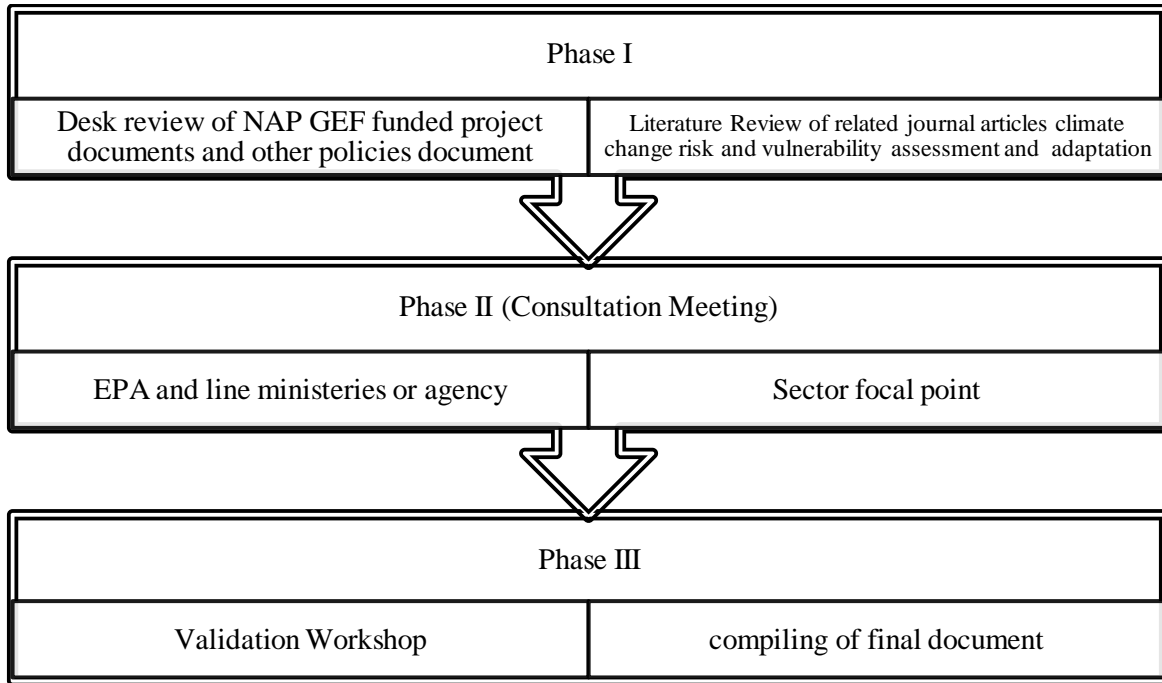 Phase I
Desk review of NAP GEF funded project
documents and other policies document
Literature Review of related journal articles climate
change risk and vulnerability assessment and adaptation
Phase II (Consultation Meeting)
EPA and line ministeries or agency
Sector focal point
Phase III
Validation Workshop
compiling of final document